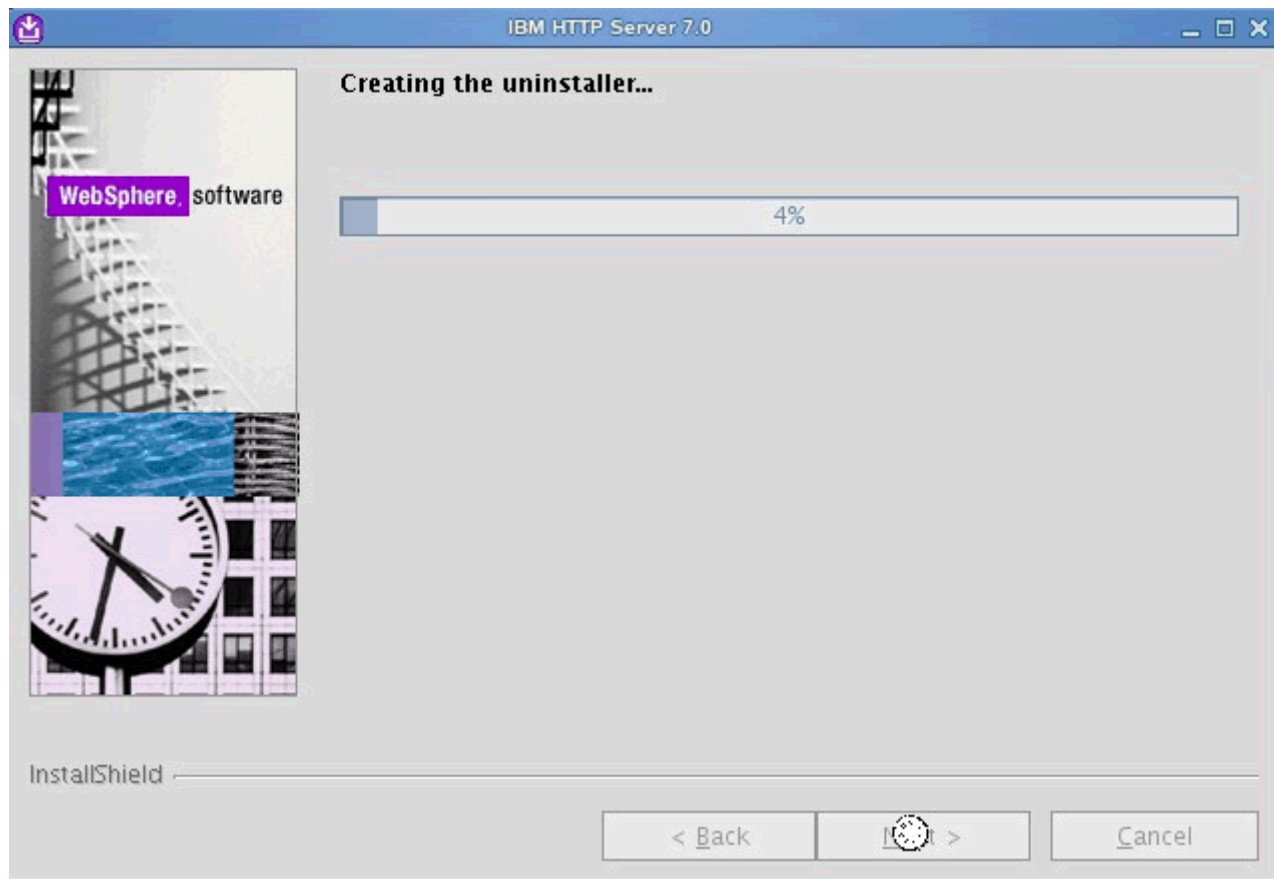 IBM HTTP Server 7.0
Creating the uninstaller...
WebSphere. software
4%
InstallShield
< Back
>
Cancel